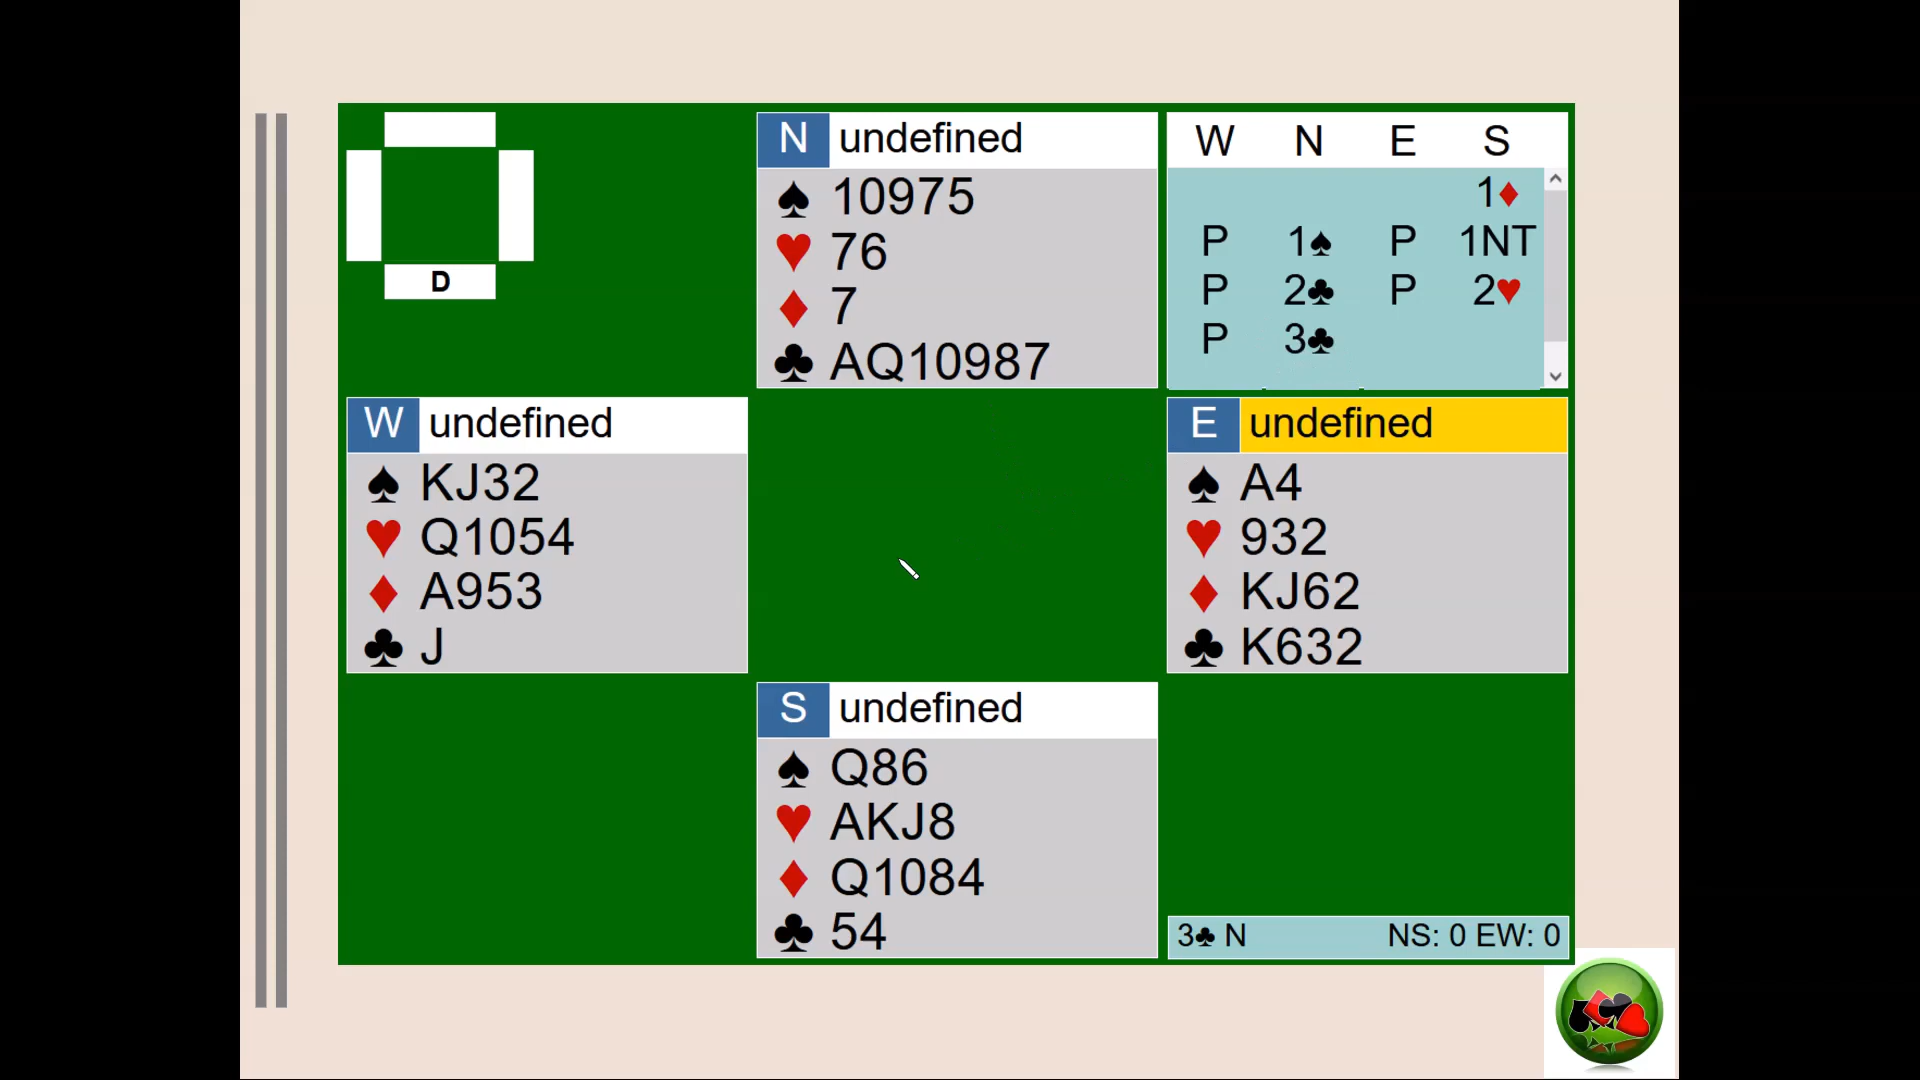 D
N undefined
♠ 10975
♥ 76
♦ 7
♣ AQ10987
W N E S
1♦
P 1♠ P 1NT
P 2♣ P 2♥
P 3♣
W undefined
♠ KJ32
♥ Q1054
♦ A953
♣ J
E undefined
♠ A4
♥ 932
♦ KJ62
♣ K632
S undefined
♠ Q86
♥ AKJ8
♦ Q1084
♣ 54
3♣ N NS: 0 EW: 0